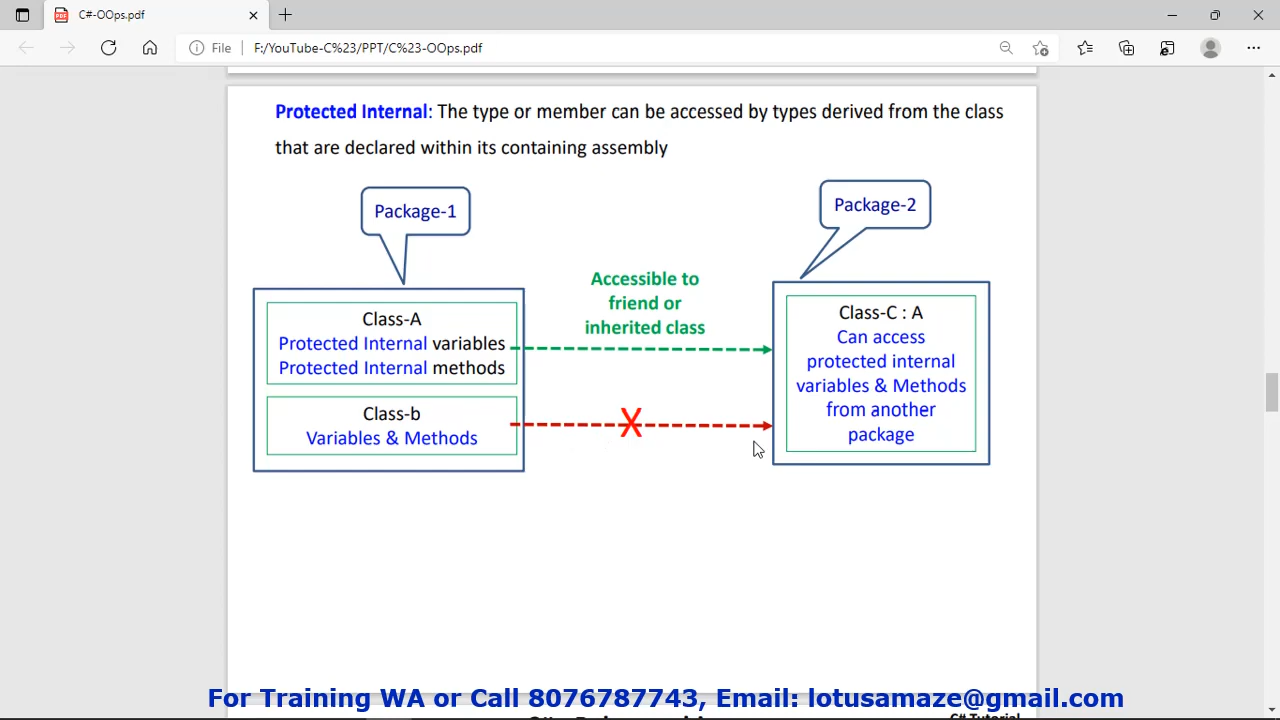 C#-OOps.pdf
File
F:/YouTube-C%23/PPT/C%23-OOps.pdf
Protected Internal: The type or member can be accessed by types derived from the class
that are declared within its containing assembly
Package-1
Package-2
Class-A
Protected Internal variables
Protected Internal methods
Class-b
Variables & Methods
Accessible to
friend or
inherited class
X
Class-C : A
Can access
protected internal
variables & Methods
from another
package
For Training WA or Call 8076787743, Email: lotusamaze@gmail.com
C# Tutorial